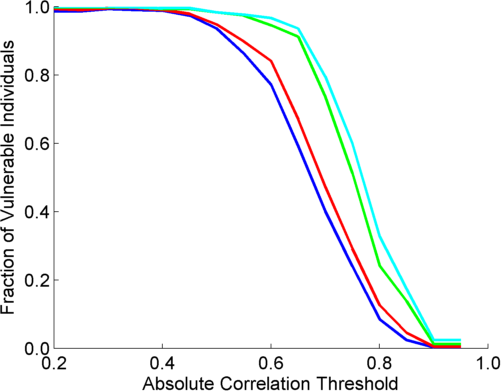 1.0
0.8
0.6
0.4
0.2
0.0
Fraction of Vulnerable Individuals
0.2 0.4 0.6 0.8 1.0
Absolute Correlation Threshold